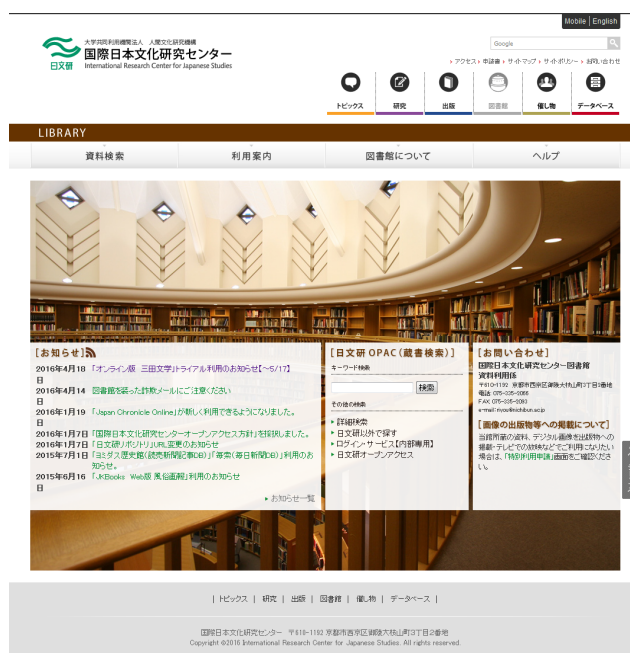 Mobile | English
大学共同利用機関法人 人間文化研究機構
国際日本文化研究センター
International Research Center for Japanese Studies
日文研
Google
アクセス 申請書 サイトマップ サイトポリシー お問い合わせ
トピックス 研究 出版 図書館 催し物 データベース
LIBRARY
資料検索 利用案内 図書館について ヘルプ
[お知らせ]
2016年4月18日 「オンライン版 三田文学」トライアル利用のお知らせ【～5/17】
2016年4月14日 図書館を装った詐欺メールにご注意ください
2016年1月19日 「Japan Chronicle Online」が新しく利用できるようになりました。
2016年1月7日 「国際日本文化研究センターオープンアクセス方針」を採択しました。
2016年1月7日 「日文研リポジトリ」URL変更のお知らせ
2015年7月1日 「ヨミダス歴史館(読売新聞記事DB)」「毎索(毎日新聞DB)」利用のお
知らせ。
2015年6月16日 「JKBooks Web版 風俗画報」利用のお知らせ
お知らせ一覧
[日文研 OPAC(蔵書検索)]
キーワード検索
検索
その他の検索
詳細検索
日文研以外で探す
ログイン・サービス【内部専用】
日文研オープンアクセス
[お問い合わせ]
国際日本文化研究センター図書館
資料利用係
〒610-1192 京都市西京区御陵大枝山町3丁目2番地
電話: 075-335-2066
FAX: 075-335-2093
e-mail: riyou@nichibun.ac.jp
[画像の出版物等への掲載について]
当館所蔵の資料、デジタル画像を出版物への
掲載・テレビでの放映などでご利用になりたい
場合は、「特別利用申請」画面をご確認くださ
い。
| トピックス | 研究 | 出版 | 図書館 | 催し物 | データベース |
国際日本文化研究センター 〒610-1192 京都市西京区御陵大枝山町3丁目2番地
Copyright ©2015 International Research Center for Japanese Studies. All rights reserved.